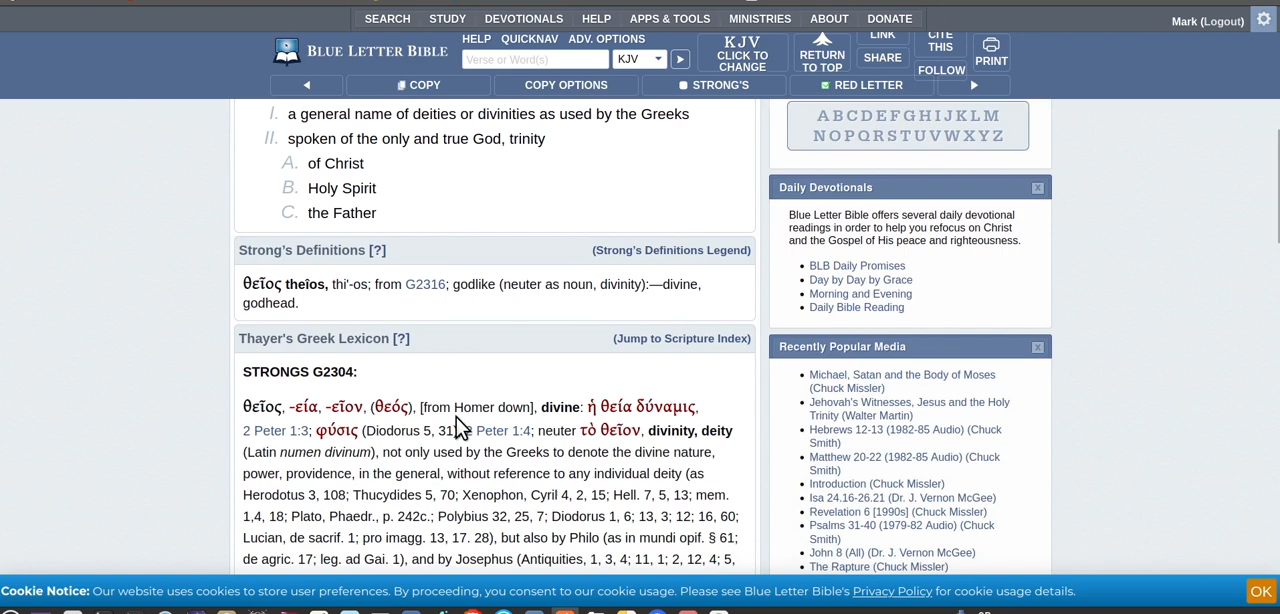 SEARCH STUDY DEVOTIONALS HELP APPS & TOOLS MINISTRIES ABOUT DONATE
Mark (Logout)
BLUE LETTER BIBLE
HELP QUICKNAV ADV. OPTIONS
Verse or Word(s)
KJV
KJV
CLICK TO
CHANGE
RETURN
TO TOP
LINK
SHARE
CITE
THIS
FOLLOW
PRINT
COPY COPY OPTIONS STRONG'S RED LETTER
I. a general name of deities or divinities as used by the Greeks
II. spoken of the only and true God, trinity
A. of Christ
B. Holy Spirit
C. the Father
Strong's Definitions [?] (Strong's Definitions Legend)
θεῖος theîos, thi'-os; from G2316; godlike (neuter as noun, divinity):—divine,
godhead.
Thayer's Greek Lexicon [?] (Jump to Scripture Index)
STRONGS G2304:
θεῖος, -εία, -εῖον, (θεός), [from Homer down], divine: ἡ θεία δύναμις,
2 Peter 1:3; φύσις (Diodorus 5, 31) Peter 1:4; neuter τὸ θεῖον, divinity, deity
(Latin numen divinum), not only used by the Greeks to denote the divine nature,
power, providence, in the general, without reference to any individual deity (as
Herodotus 3, 108; Thucydides 5, 70; Xenophon, Cyril 4, 2, 15; Hell. 7, 5, 13; mem.
1,4, 18; Plato, Phaedr., p. 242c.; Polybius 32, 25, 7; Diodorus 1, 6; 13, 3; 12; 16, 60;
Lucian, de sacrif. 1; pro imagg. 13, 17. 28), but also by Philo (as in mundi opif. § 61;
de agric. 17; leg. ad Gai. 1), and by Josephus (Antiquities, 1, 3, 4; 11, 1; 2, 12, 4; 5,
A B C D E F G H I J K L M
N O P Q R S T U V W X Y Z
Daily Devotionals X
Blue Letter Bible offers several daily devotional
readings in order to help you refocus on Christ
and the Gospel of His peace and righteousness.
BLB Daily Promises
Day by Day by Grace
Morning and Evening
Daily Bible Reading
Recently Popular Media X
Michael, Satan and the Body of Moses
(Chuck Missler)
Jehovah's Witnesses, Jesus and the Holy
Trinity (Walter Martin)
Hebrews 12-13 (1982-85 Audio) (Chuck
Smith)
Matthew 20-22 (1982-85 Audio) (Chuck
Smith)
Introduction (Chuck Missler)
Isa 24.16-26.21 (Dr. J. Vernon McGee)
Revelation 6 [1990s] (Chuck Missler)
Psalms 31-40 (1979-82 Audio) (Chuck
Smith)
John 8 (All) (Dr. J. Vernon McGee)
The Rapture (Chuck Missler)
Cookie Notice: Our website uses cookies to store user preferences. By proceeding, you consent to our cookie usage. Please see Blue Letter Bible's Privacy Policy for cookie usage details.
OK